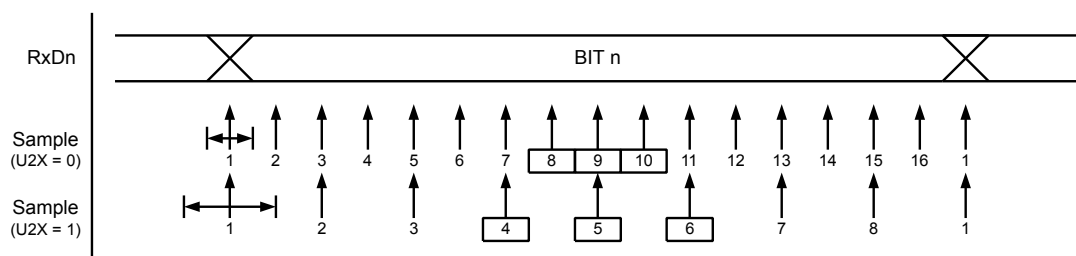 RxDn BIT n
Sample
(U2X = 0)
1 2 3 4 5 6 7 8 9 10 11 12 13 14 15 16 1
Sample
(U2X = 1)
1 2 3 4 5 6 7 8 1